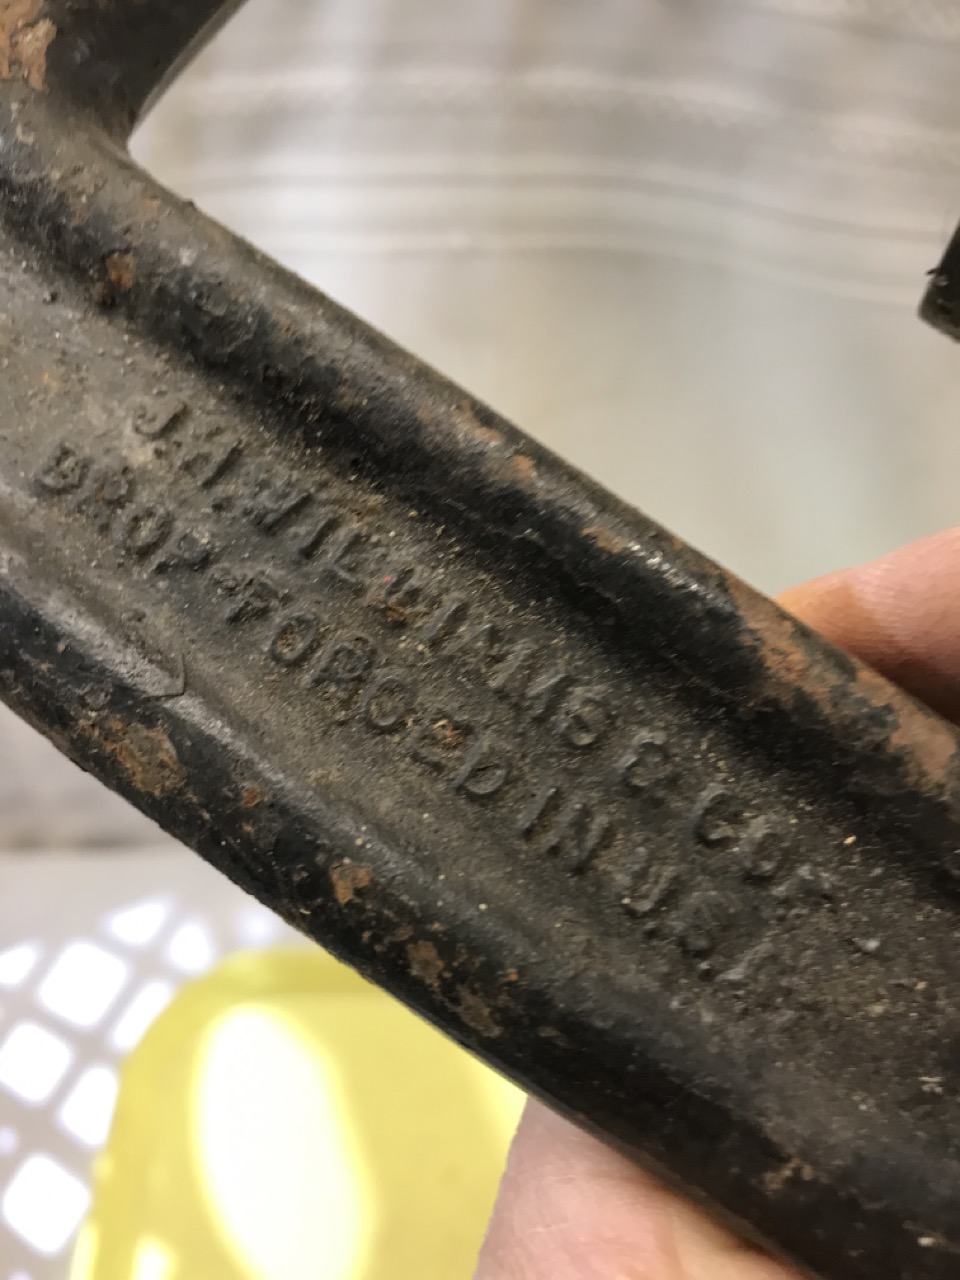 J.H.WILLIAMS & CO.
DROP-FORGED IN U.S.A.